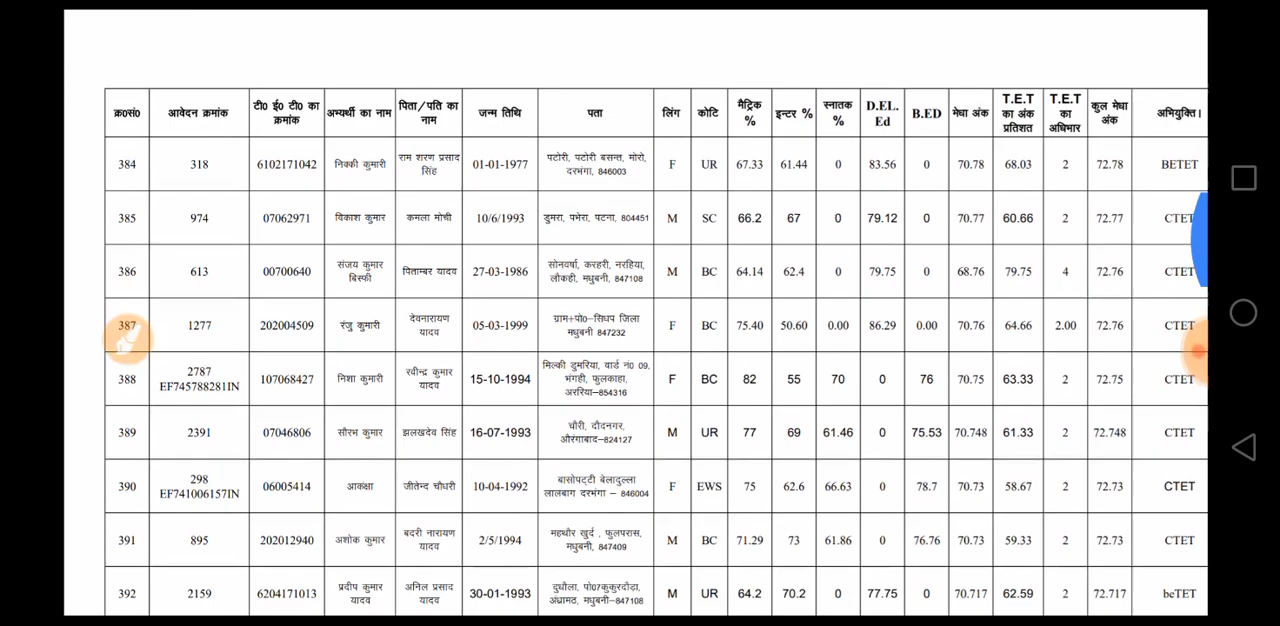 क्र0सं0 आवेदन क्रमांक टी0 ई0 टी0 का क्रमांक अभ्यर्थी का नाम पिता/पति का नाम जन्म तिथि पता लिंग कोटि मैट्रिक % इन्टर % स्नातक % D.EL. Ed B.ED मेधा अंक T.E.T का अंक प्रतिशत T.E.T का अधिभार कुल मेधा अंक अभियुक्ति।
384 318 6102171042 निक्की कुमारी राम शरण प्रसाद सिंह 01-01-1977 पटोरी, पटोरी बसन्त, मोरो, दरभंगा, 846003 F UR 67.33 61.44 0 83.56 0 70.78 68.03 2 72.78 BETET
385 974 07062971 विकाश कुमार कमला मोची 10/6/1993 डुमरा, पभेरा, पटना, 804451 M SC 66.2 67 0 79.12 0 70.77 60.66 2 72.77 CTET
386 613 00700640 संजय कुमार बिस्फी पिताम्बर यादव 27-03-1986 सोनवर्षा, करहरी, नरहिया, लौकही, मधुबनी, 847108 M BC 64.14 62.4 0 79.75 0 68.76 79.75 4 72.76 CTET
387 1277 202004509 रंजु कुमारी देवनारायण यादव 05-03-1999 ग्राम+पो0–सिधप जिला मधुबनी 847232 F BC 75.40 50.60 0.00 86.29 0.00 70.76 64.66 2.00 72.76 CTET
388 2787 EF745788281IN 107068427 निशा कुमारी रवीन्द्र कुमार यादव 15-10-1994 मिल्की डुमरिया, वार्ड नं0 09, भंगही, फुलकाहा, अररिया–854316 F BC 82 55 70 0 76 70.75 63.33 2 72.75 CTET
389 2391 07046806 सौरभ कुमार झलखदेव सिंह 16-07-1993 चौरी, दौदनगर, औरंगाबाद–824127 M UR 77 69 61.46 0 75.53 70.748 61.33 2 72.748 CTET
390 298 EF741006157IN 06005414 आकक्षा जीतेन्द चौधरी 10-04-1992 बासोपट्टी बेलादुल्ला लालबाग दरभंगा – 846004 F EWS 75 62.6 66.63 0 78.7 70.73 58.67 2 72.73 CTET
391 895 202012940 अशोक कुमार बदरी नारायण यादव 2/5/1994 महथौर खुर्द , फुलपरास, मधुबनी, 847409 M BC 71.29 73 61.86 0 76.76 70.73 59.33 2 72.73 CTET
392 2159 6204171013 प्रदीप कुमार यादव अनिल प्रसाद यादव 30-01-1993 दुधौला, पो07कुकुरदौडा, अंध्रामठ, मधुबनी–847108 M UR 64.2 70.2 0 77.75 0 70.717 62.59 2 72.717 beTET